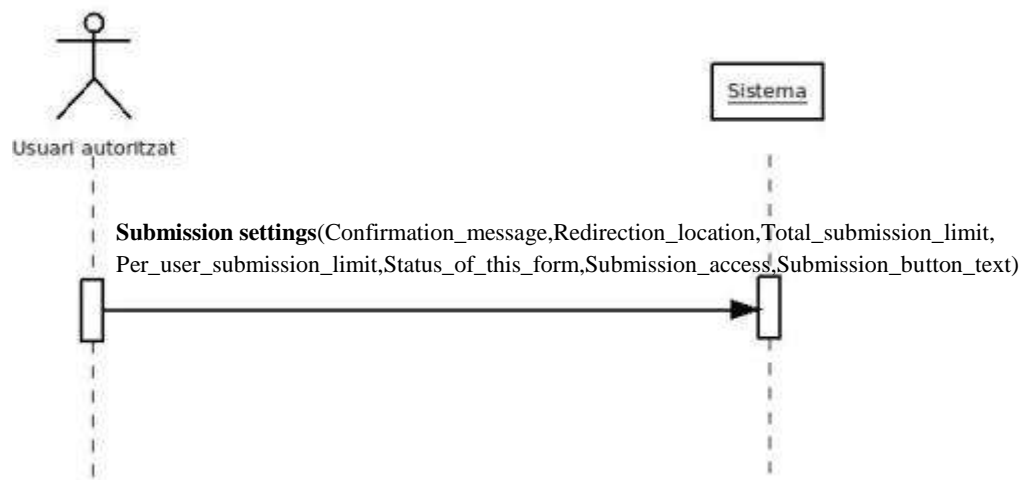 Sistema
Usuari autoritzat
Submission settings(Confirmation_message,Redirection_location,Total_submission_limit,
Per_user_submission_limit,Status_of_this_form,Submission_access,Submission_button_text)